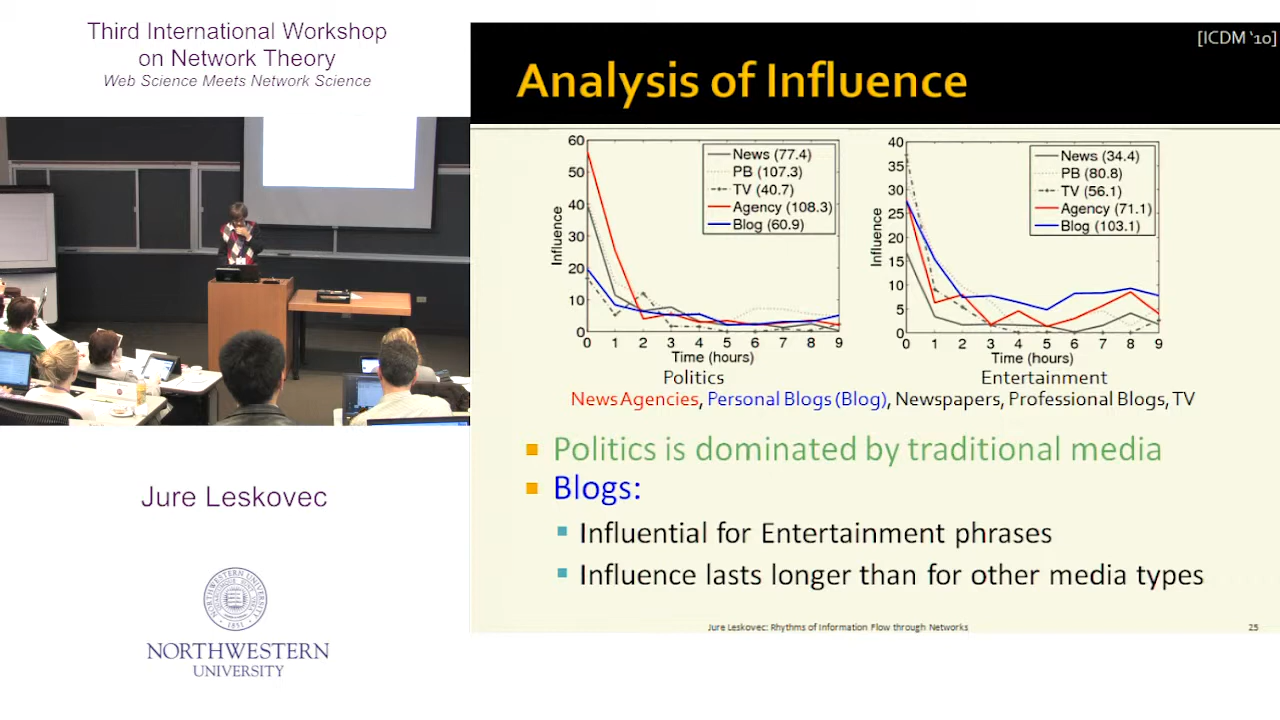 Third International Workshop
on Network Theory
Web Science Meets Network Science
Jure Leskovec
1851
NORTHWESTERN
UNIVERSITY
[ICDM '10]
Analysis of Influence
60
50
40
30
20
10
0
Influence
News (77.4)
PB (107.3)
TV (40.7)
Agency (108.3)
Blog (60.9)
0 1 2 3 4 5 6 7 8 9
Time (hours)
Politics
40
35
30
25
20
15
10
5
0
Influence
News (34.4)
PB (80.8)
TV (56.1)
Agency (71.1)
Blog (103.1)
0 1 2 3 4 5 6 7 8 9
Time (hours)
Entertainment
News Agencies, Personal Blogs (Blog), Newspapers, Professional Blogs, TV
Politics is dominated by traditional media
Blogs:
Influential for Entertainment phrases
Influence lasts longer than for other media types
Jure Leskovec: Rhythms of Information Flow through Networks
25